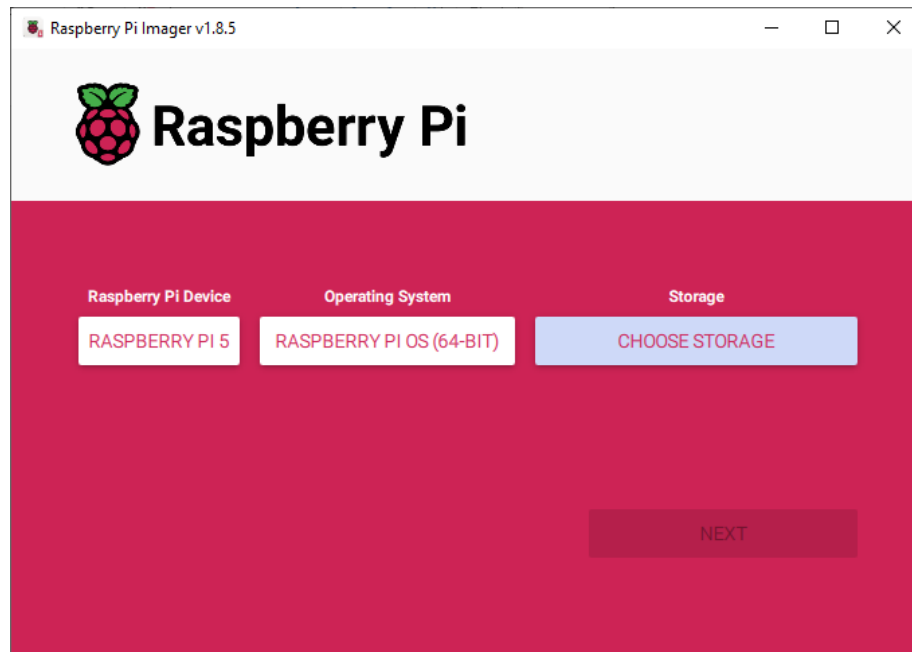 Raspberry Pi Imager v1.8.5
Raspberry Pi
Raspberry Pi Device
Operating System
Storage
RASPBERRY PI 5
RASPBERRY PI OS (64-BIT)
CHOOSE STORAGE
NEXT